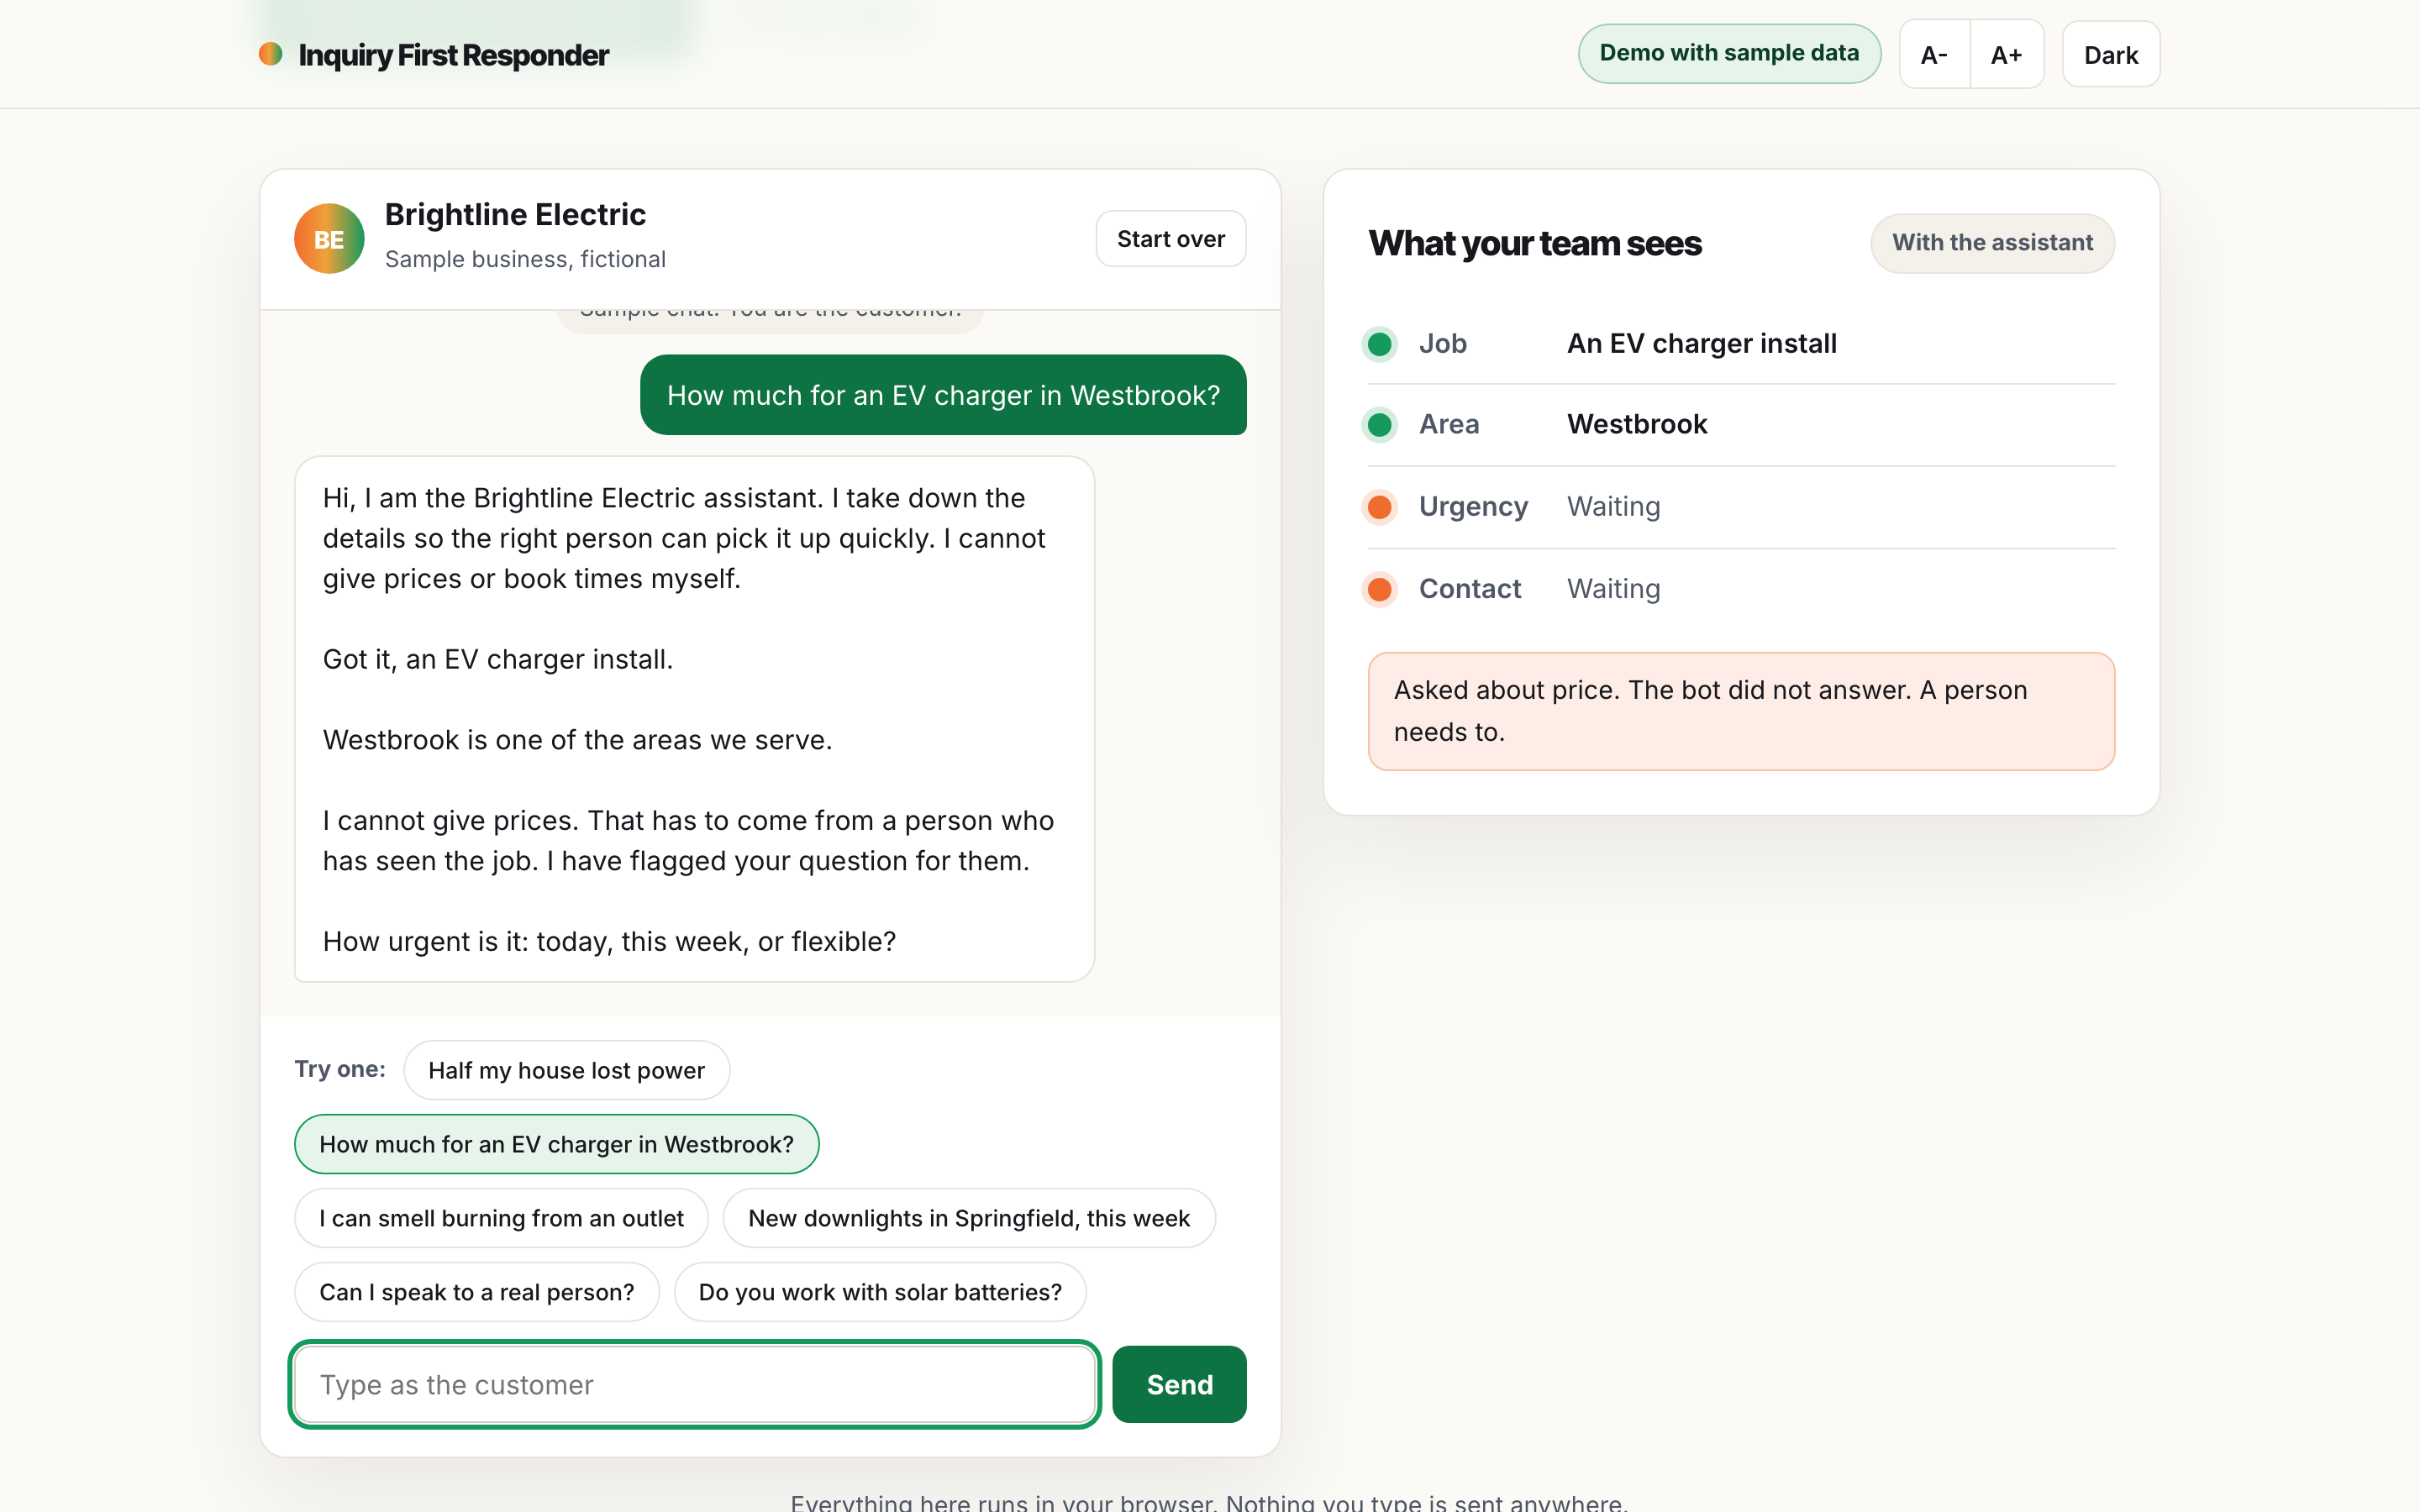 Inquiry First Responder
Demo with sample data
A-
A+
Dark
BE
Brightline Electric
Sample business, fictional
Start over
Sample chat. You are the customer.
How much for an EV charger in Westbrook?
Hi, I am the Brightline Electric assistant. I take down the
details so the right person can pick it up quickly. I cannot
give prices or book times myself.
Got it, an EV charger install.
Westbrook is one of the areas we serve.
I cannot give prices. That has to come from a person who
has seen the job. I have flagged your question for them.
How urgent is it: today, this week, or flexible?
Try one:
Half my house lost power
How much for an EV charger in Westbrook?
I can smell burning from an outlet
New downlights in Springfield, this week
Can I speak to a real person?
Do you work with solar batteries?
Type as the customer
Send
What your team sees
With the assistant
Job An EV charger install
Area Westbrook
Urgency Waiting
Contact Waiting
Asked about price. The bot did not answer. A person
needs to.
Everything here runs in your browser. Nothing you type is sent anywhere.